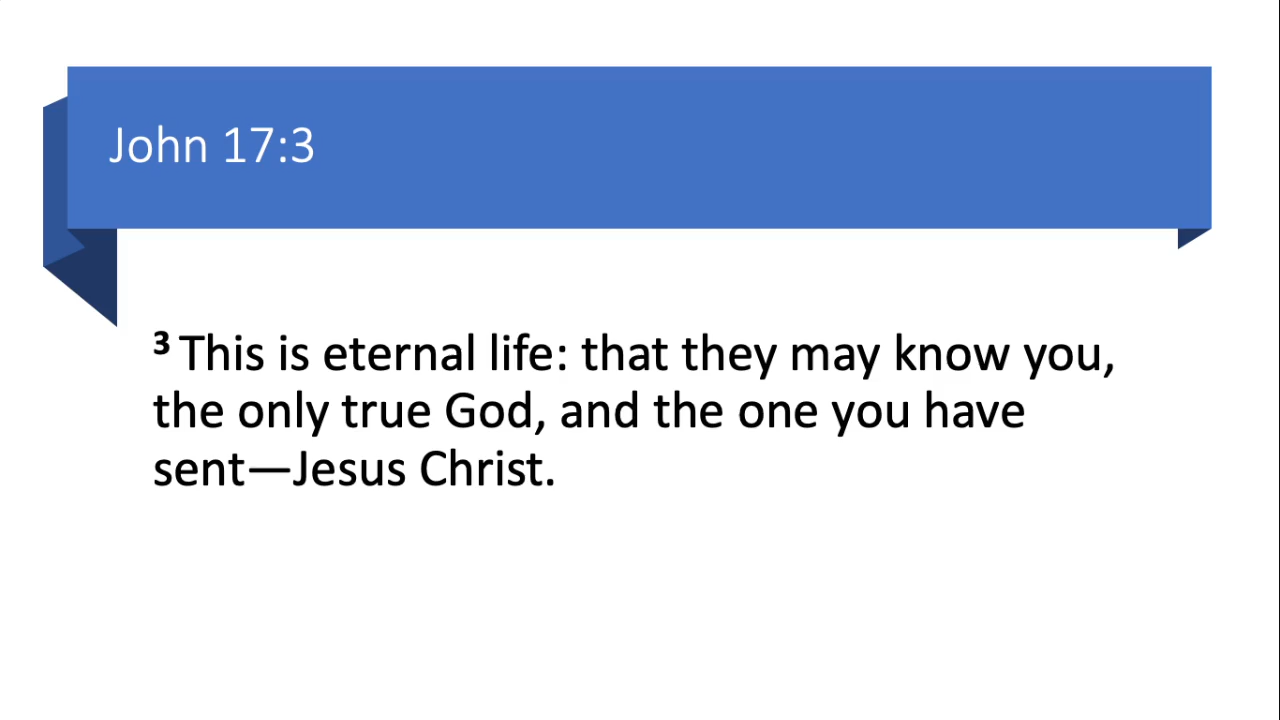 John 17:3
³ This is eternal life: that they may know you,
the only true God, and the one you have
sent—Jesus Christ.